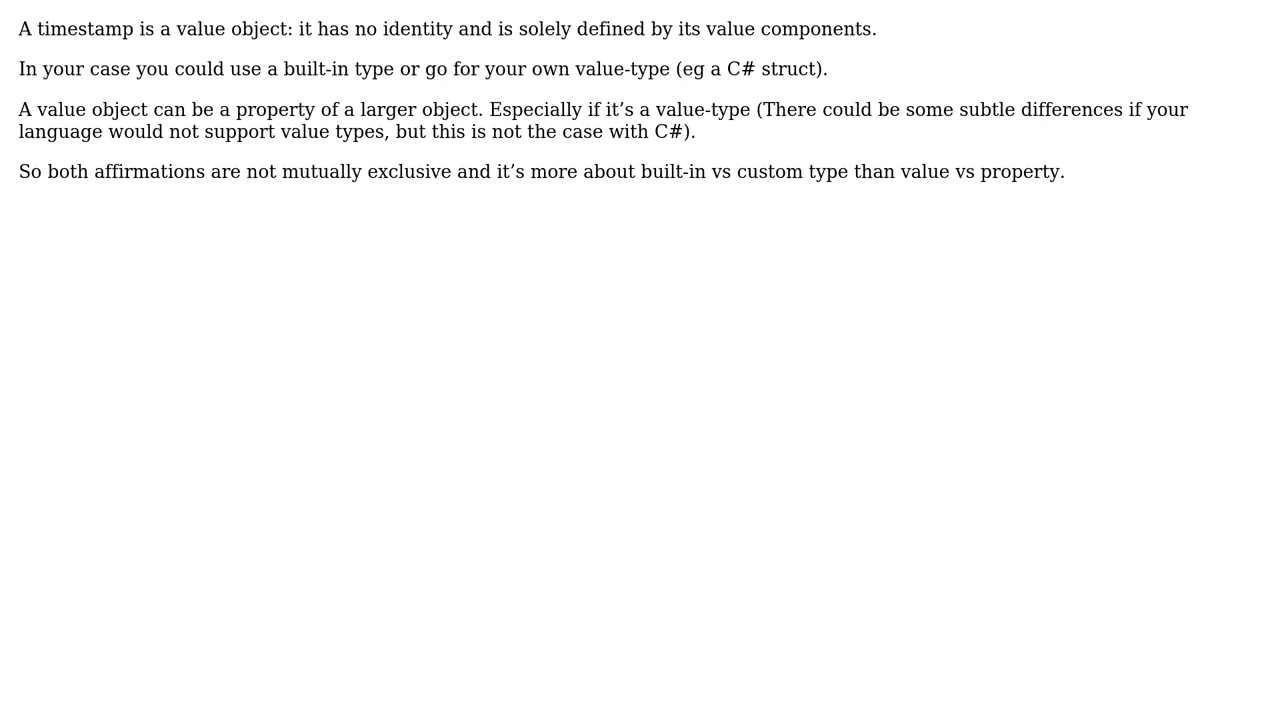 A timestamp is a value object: it has no identity and is solely defined by its value components.
In your case you could use a built-in type or go for your own value-type (eg a C# struct).
A value object can be a property of a larger object. Especially if it’s a value-type (There could be some subtle differences if your
language would not support value types, but this is not the case with C#).
So both affirmations are not mutually exclusive and it’s more about built-in vs custom type than value vs property.